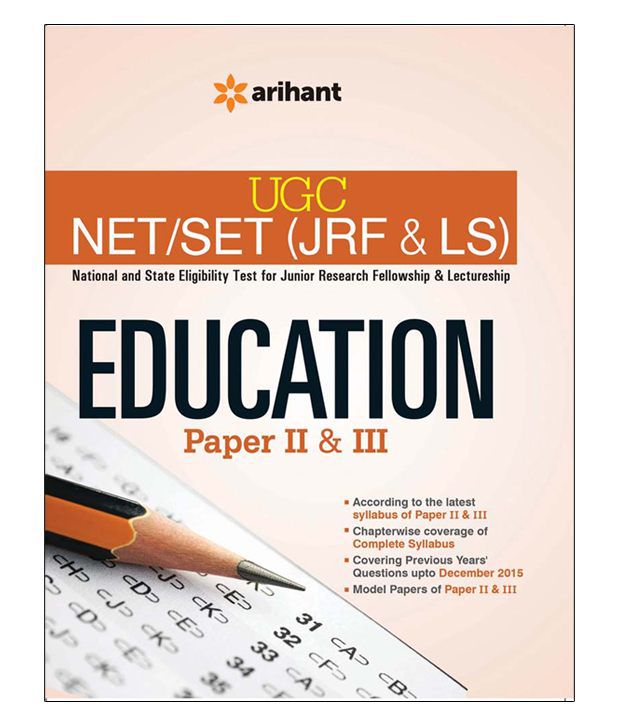 arihant
UGC
NET/SET (JRF & LS)
National and State Eligibility Test for Junior Research Fellowship & Lectureship
EDUCATION
Paper II & III
According to the latest
syllabus of Paper II & III
Chapterwise coverage of
Complete Syllabus
Covering Previous Years'
Questions upto December 2015
Model Papers of Paper II & III
31 <A> <B>
32 <F>
33 <A>
34
35